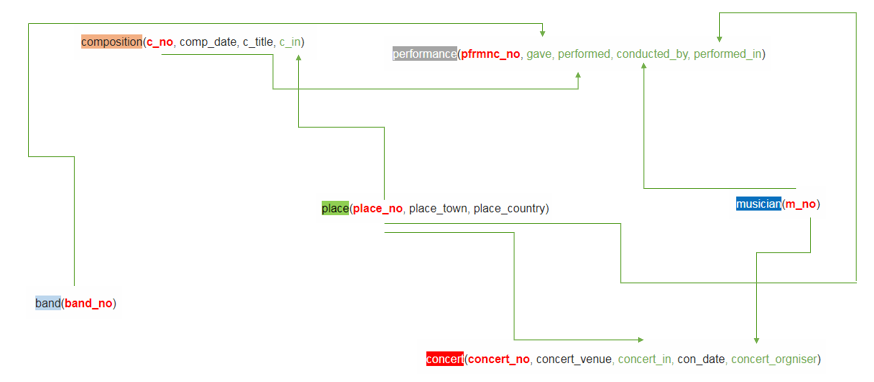 composition(c_no, comp_date, c_title, c_in)
performance(pfrmnc_no, gave, performed, conducted_by, performed_in)
place(place_no, place_town, place_country)
musician(m_no)
band(band_no)
concert(concert_no, concert_venue, concert_in, con_date, concert_orgniser)